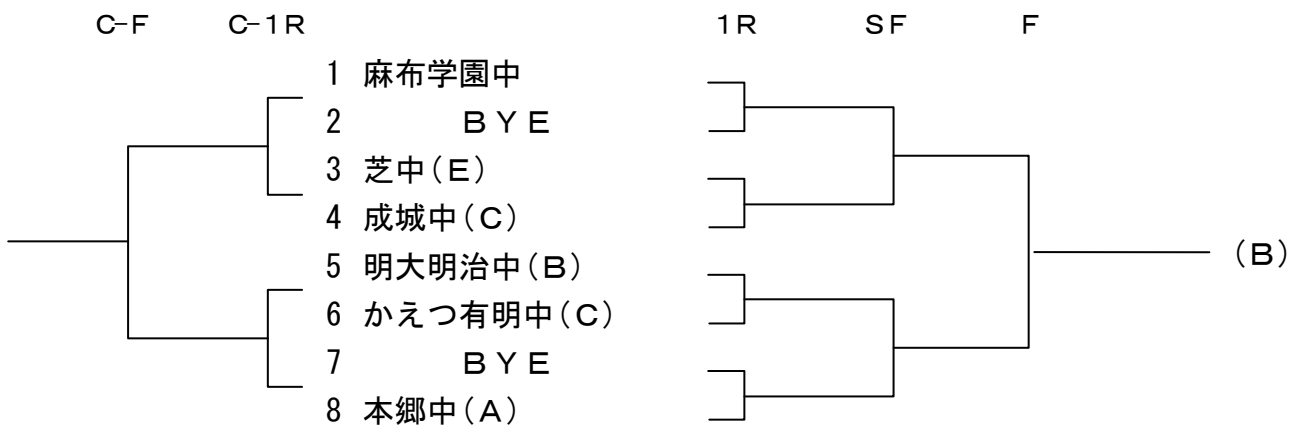 C-F C-1R 1R SF F
1 麻布学園中
2 BYE
3 芝中(E)
4 成城中(C)
5 明大明治中(B)
6 かえつ有明中(C)
7 BYE
8 本郷中(A)
(B)